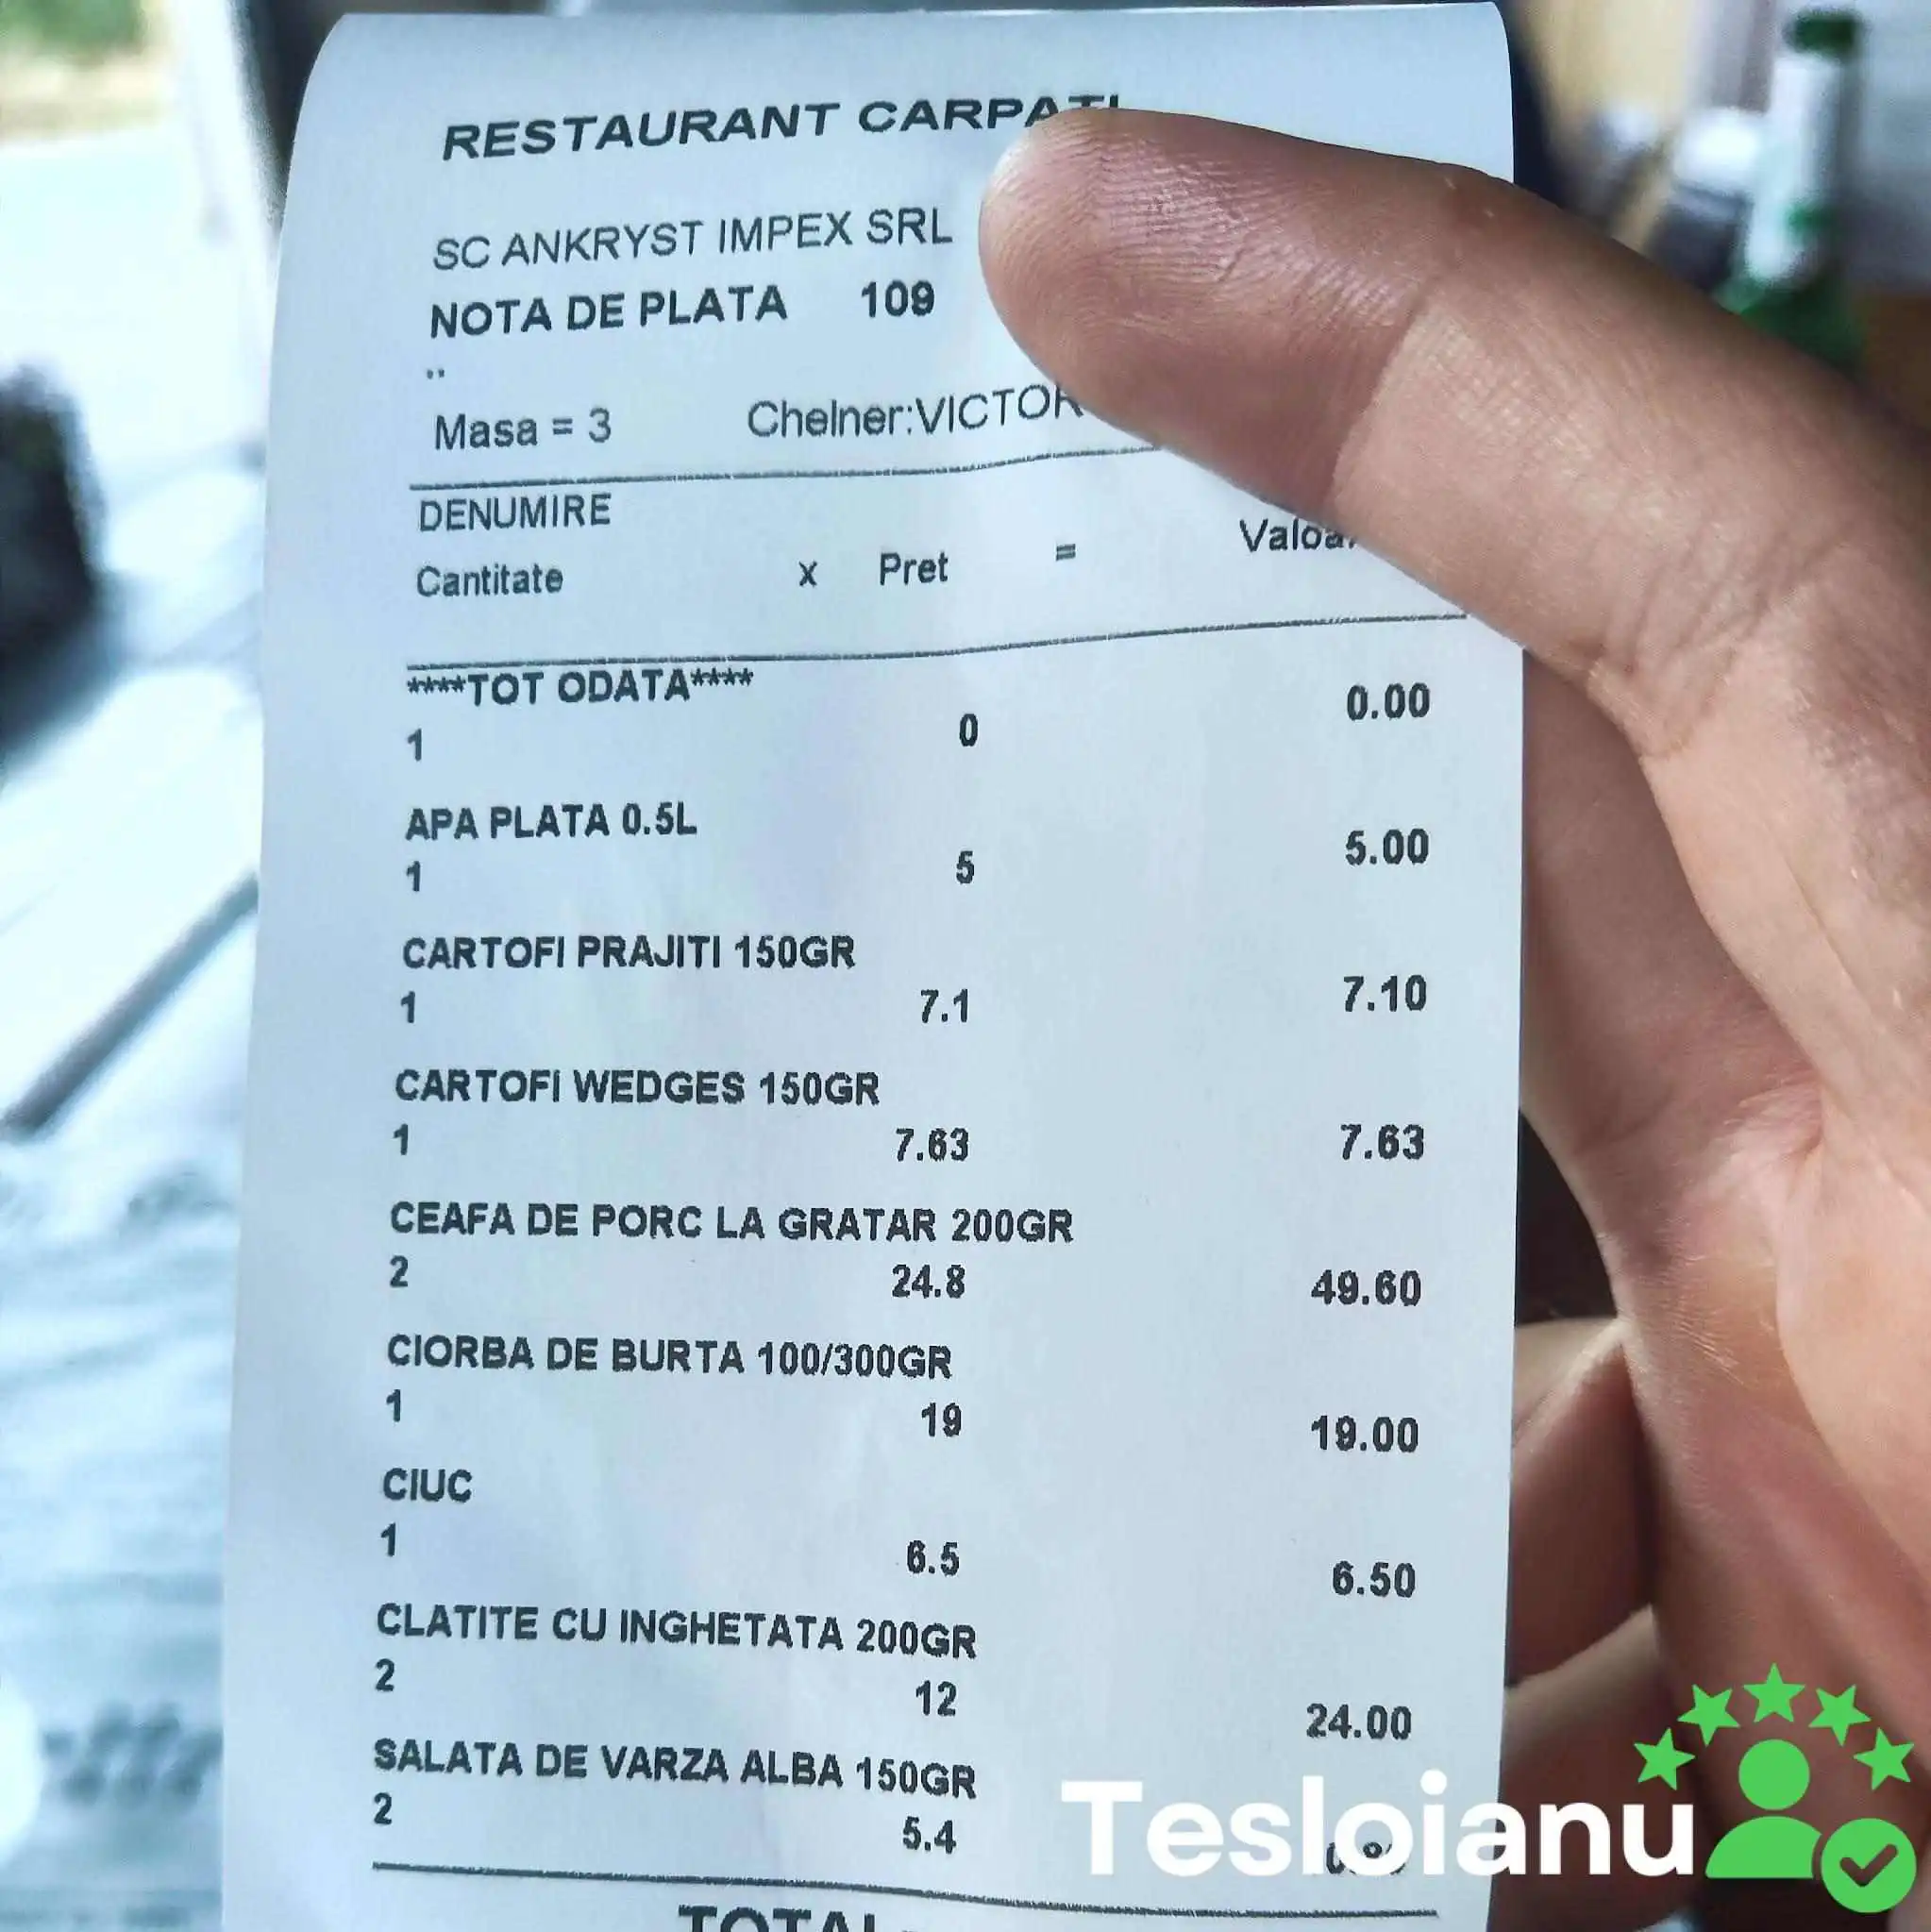 RESTAURANT CARPATI
SC ANKRYST IMPEX SRL
NOTA DE PLATA 109
..
Masa = 3 Chelner:VICTOR
DENUMIRE
Cantitate x Pret =
****TOT ODATA****
1 0 0.00
APA PLATA 0.5L
1 5 5.00
CARTOFI PRAJITI 150GR
1 7.1 7.10
CARTOFI WEDGES 150GR
1 7.63 7.63
CEAFA DE PORC LA GRATAR 200GR
2 24.8 49.60
CIORBA DE BURTA 100/300GR
1 19 19.00
CIUC
1 6.5 6.50
CLATITE CU INGHETATA 200GR
2 12 24.00
SALATA DE VARZA ALBA 150GR
2 5.4
TOTAL
Tesloianu